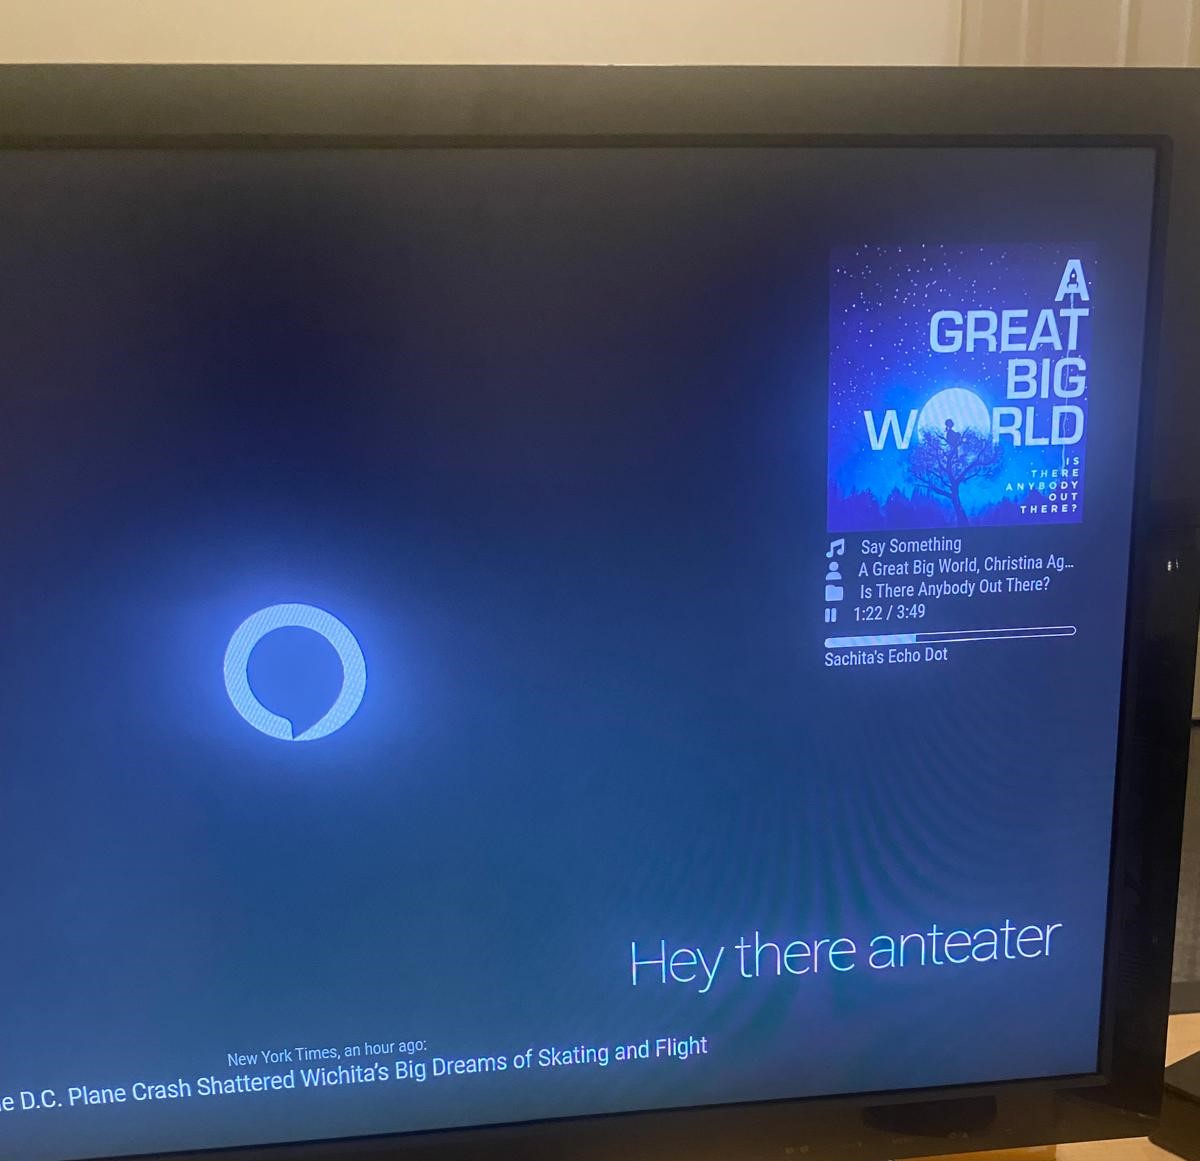 A
GREAT
BIG
WORLD
IS
THERE
ANYBODY
OUT
THERE?
Say Something
A Great Big World, Christina Ag...
Is There Anybody Out There?
1:22 / 3:49
Sachita's Echo Dot
Hey there anteater
New York Times, an hour ago:
D.C. Plane Crash Shattered Wichita's Big Dreams of Skating and Flight